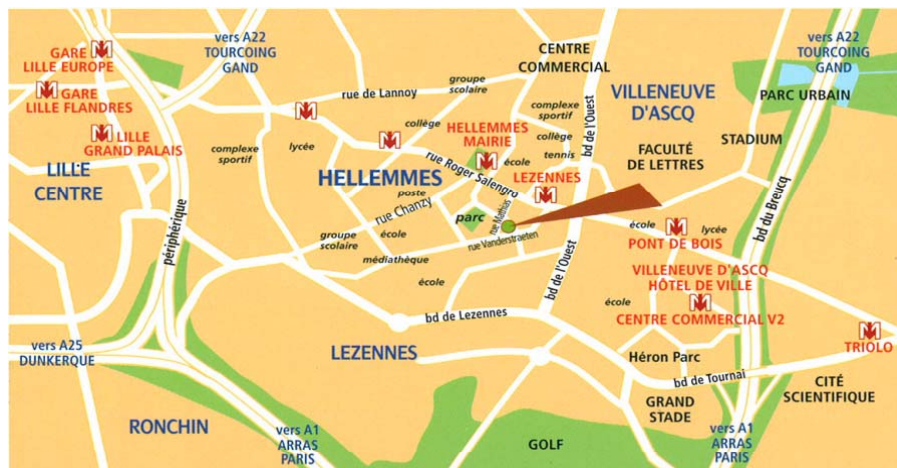 GARE
LILLE EUROPE
vers A22
TOURCOING
GAND
CENTRE
COMMERCIAL
vers A22
TOURCOING
GAND
GARE
LILLE FLANDRES
rue de Lannoy
groupe
scolaire
VILLENEUVE
D'ASCQ
PARC URBAIN
complexe
sportif
bd de l'Ouest
LILLE
GRAND PALAIS
complexe
sportif
lycée
collège
HELLEMMES
MAIRIE
collège
STADIUM
LILLE
CENTRE
école
tennis
FACULTÉ
DE LETTRES
HELLEMMES
rue Roger Salengro
LEZENNES
poste
rue Chanzy
parc
rue Mathias
école
lycée
bd du Breucq
périphérique
groupe
scolaire
école
rue Vanderstraeten
PONT DE BOIS
médiathèque
bd de l'Ouest
école
VILLENEUVE D'ASCQ
HÔTEL DE VILLE
école
bd de Lezennes
CENTRE COMMERCIAL V2
vers A25
DUNKERQUE
LEZENNES
Héron Parc
TRIOLO
bd de Tournai
CITÉ
SCIENTIFIQUE
GRAND
STADE
RONCHIN
vers A1
ARRAS
PARIS
GOLF
vers A1
ARRAS
PARIS